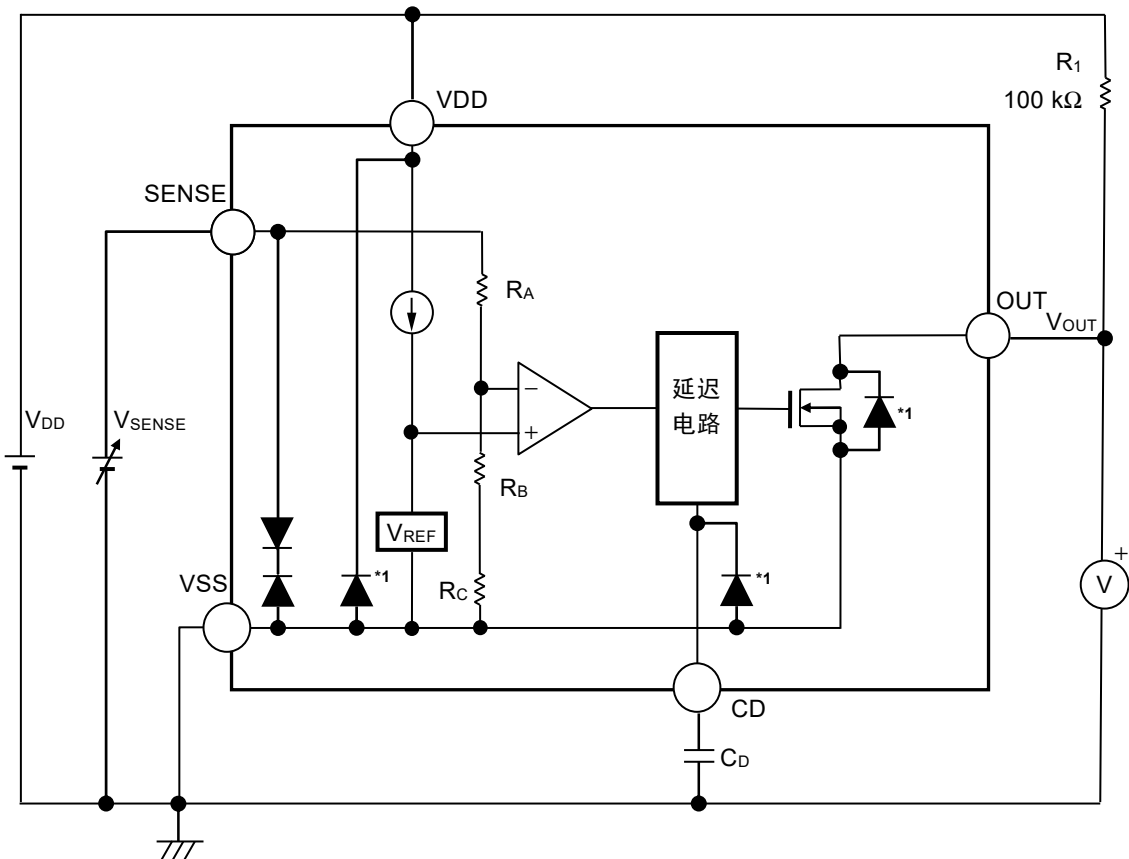 R1
100 kΩ
VDD
SENSE
RA
OUT
VOUT
延迟
电路
*1
VDD
VSENSE
−
+
RB
VREF
VSS
*1
RC
*1
+
V
CD
CD